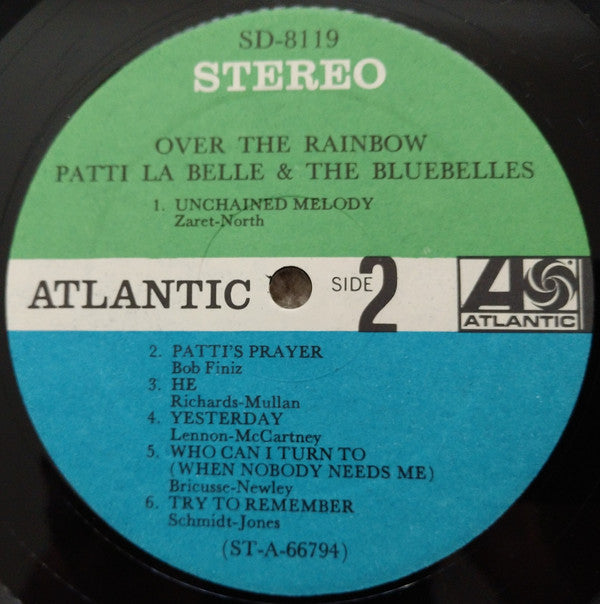 SD-8119
STEREO
OVER THE RAINBOW
PATTI LA BELLE & THE BLUEBELLES
1. UNCHAINED MELODY
Zaret-North
ATLANTIC
SIDE 2
ATLANTIC
2. PATTI'S PRAYER
Bob Finiz
3. HE
Richards-Mullan
4. YESTERDAY
Lennon-McCartney
5. WHO CAN I TURN TO
(WHEN NOBODY NEEDS ME)
Bricusse-Newley
6. TRY TO REMEMBER
Schmidt-Jones
(ST-A-66794)